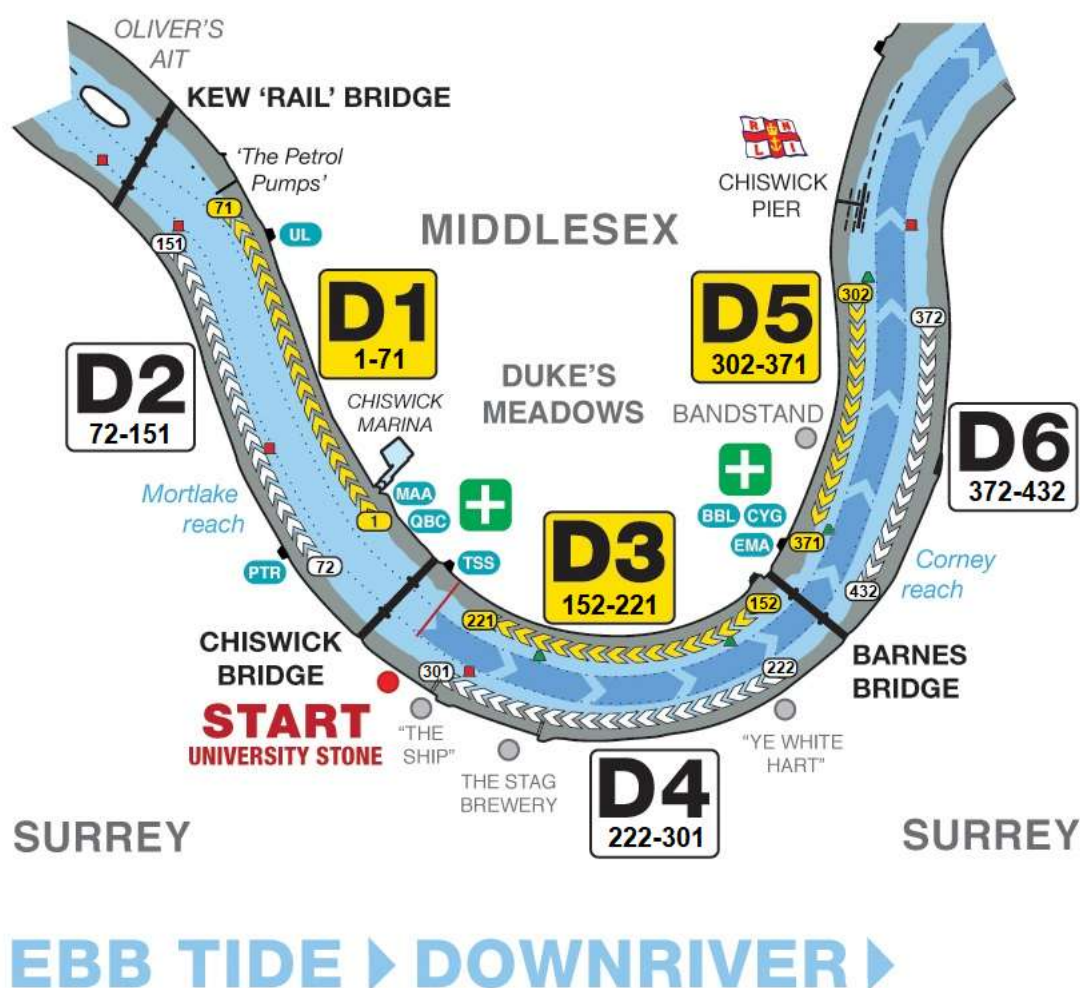 OLIVER'S
AIT
KEW 'RAIL' BRIDGE
'The Petrol
Pumps'
R N
L I
CHISWICK
PIER
71
UL
MIDDLESEX
151
D1
1-71
D5
302-371
302
372
D2
72-151
DUKE'S
MEADOWS
CHISWICK
MARINA
BANDSTAND
D6
372-432
Mortlake
reach
MAA
QBC
1
TSS
PTR
72
BBL
CYG
EMA
371
D3
152-221
Corney
reach
432
221
152
CHISWICK
BRIDGE
301
222
BARNES
BRIDGE
START
UNIVERSITY STONE
"THE
SHIP"
THE STAG
BREWERY
D4
222-301
"YE WHITE
HART"
SURREY
SURREY
EBB TIDE DOWNRIVER